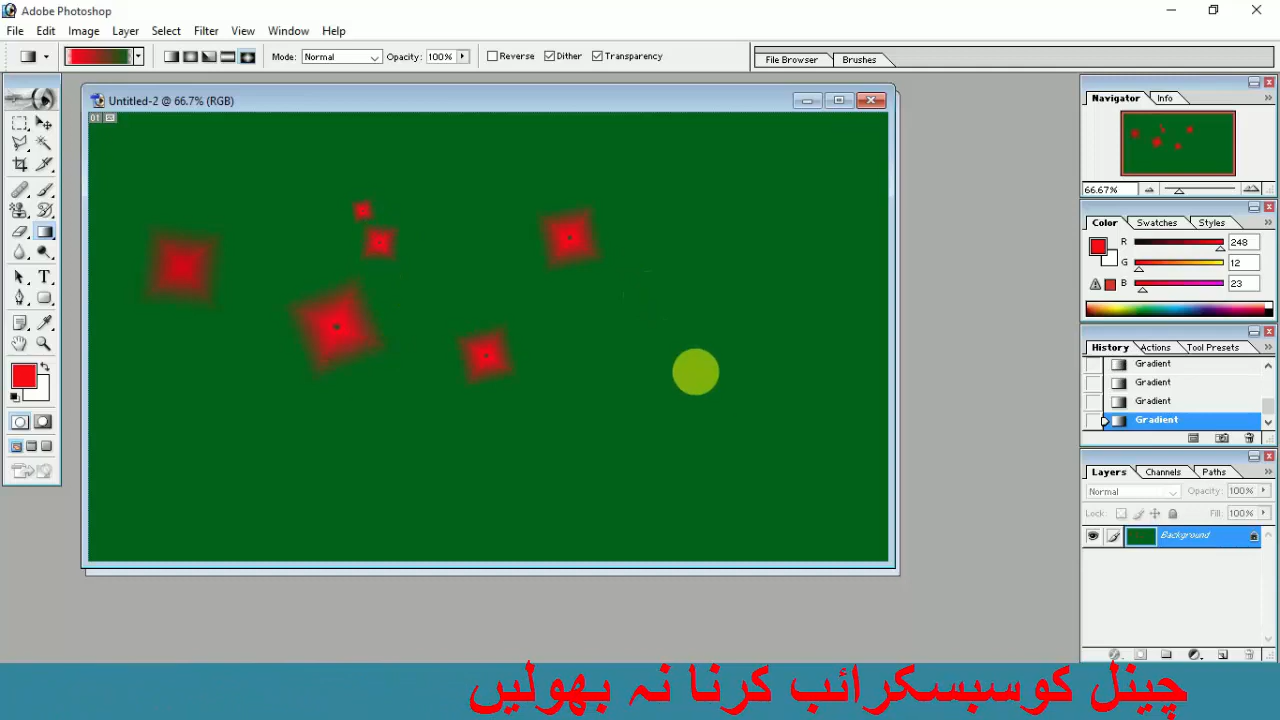 Adobe Photoshop
File Edit Image Layer Select Filter View Window Help
Mode: Normal Opacity: 100% Reverse Dither Transparency File Browser Brushes
Untitled-2 @ 66.7% (RGB)
01
Navigator Info
66.67%
Color Swatches Styles
R 248
G 12
B 23
History Actions Tool Presets
Gradient
Gradient
Gradient
Gradient
Layers Channels Paths
Normal Opacity: 100%
Lock: Fill: 100%
Background
چینل کو سبسکرائب کرنا نہ بھولیں